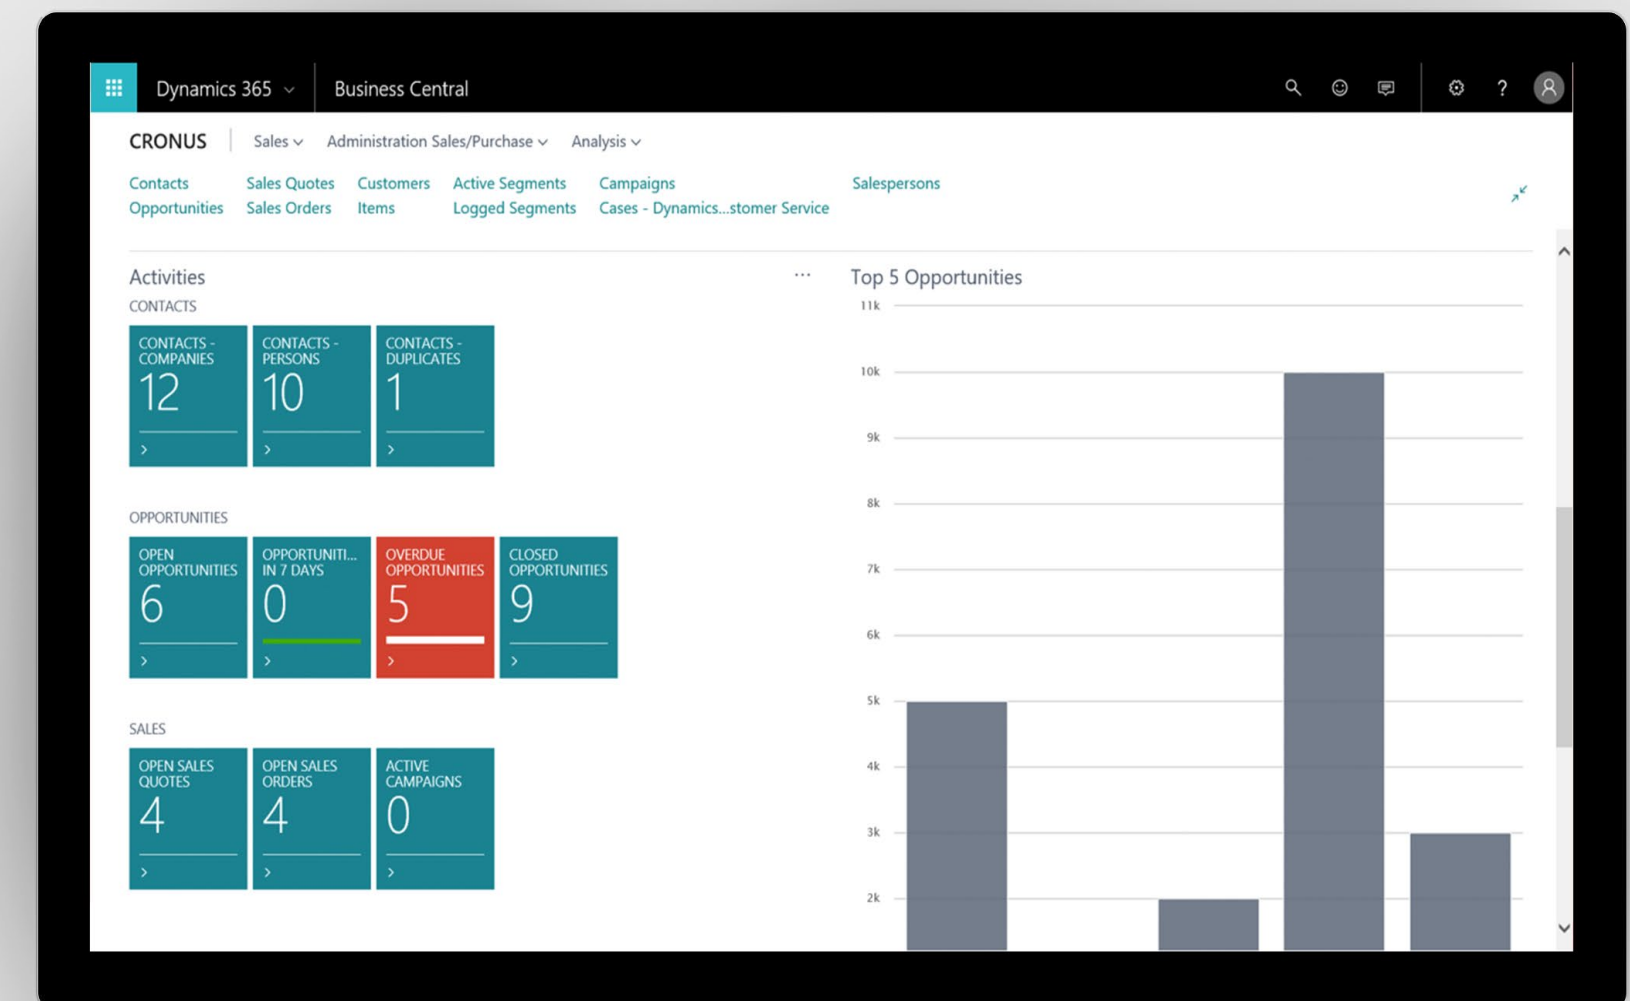 Dynamics 365
Business Central
?
CRONUS
Sales
Administration Sales/Purchase
Analysis
Contacts
Sales Quotes
Customers
Active Segments
Campaigns
Salespersons
Opportunities
Sales Orders
Items
Logged Segments
Cases - Dynamics...stomer Service
Activities
...
CONTACTS
CONTACTS -
COMPANIES
12
CONTACTS -
PERSONS
10
CONTACTS -
DUPLICATES
1
OPPORTUNITIES
OPEN
OPPORTUNITIES
6
OPPORTUNITI...
IN 7 DAYS
0
OVERDUE
OPPORTUNITIES
5
CLOSED
OPPORTUNITIES
9
SALES
OPEN SALES
QUOTES
4
OPEN SALES
ORDERS
4
ACTIVE
CAMPAIGNS
0
Top 5 Opportunities
11k
10k
9k
8k
7k
6k
5k
4k
3k
2k